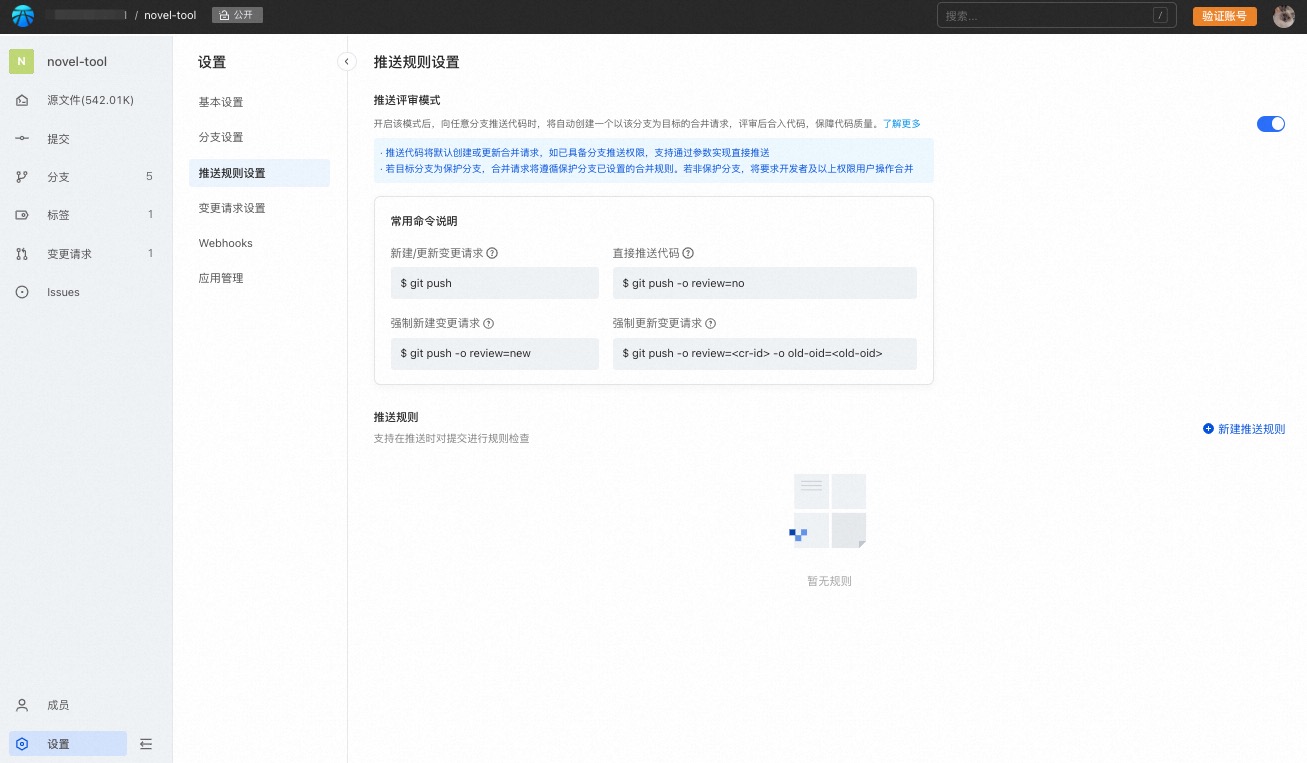 / novel-tool 公开
搜索... /
验证账号
N novel-tool
源文件(542.01K)
提交
分支 5
标签 1
变更请求 1
Issues
成员
设置
设置
基本设置
分支设置
推送规则设置
变更请求设置
Webhooks
应用管理
推送规则设置
推送评审模式
开启该模式后，向任意分支推送代码时，将自动创建一个以该分支为目标的合并请求，评审后合入代码，保障代码质量。了解更多
· 推送代码将默认创建或更新合并请求，如已具备分支推送权限，支持通过参数实现直接推送
· 若目标分支为保护分支，合并请求将遵循保护分支已设置的合并规则。若非保护分支，将要求开发者及以上权限用户操作合并
常用命令说明
新建/更新变更请求
$ git push
直接推送代码
$ git push -o review=no
强制新建变更请求
$ git push -o review=new
强制更新变更请求
$ git push -o review=<cr-id> -o old-oid=<old-oid>
推送规则
支持在推送时对提交进行规则检查
新建推送规则
暂无规则